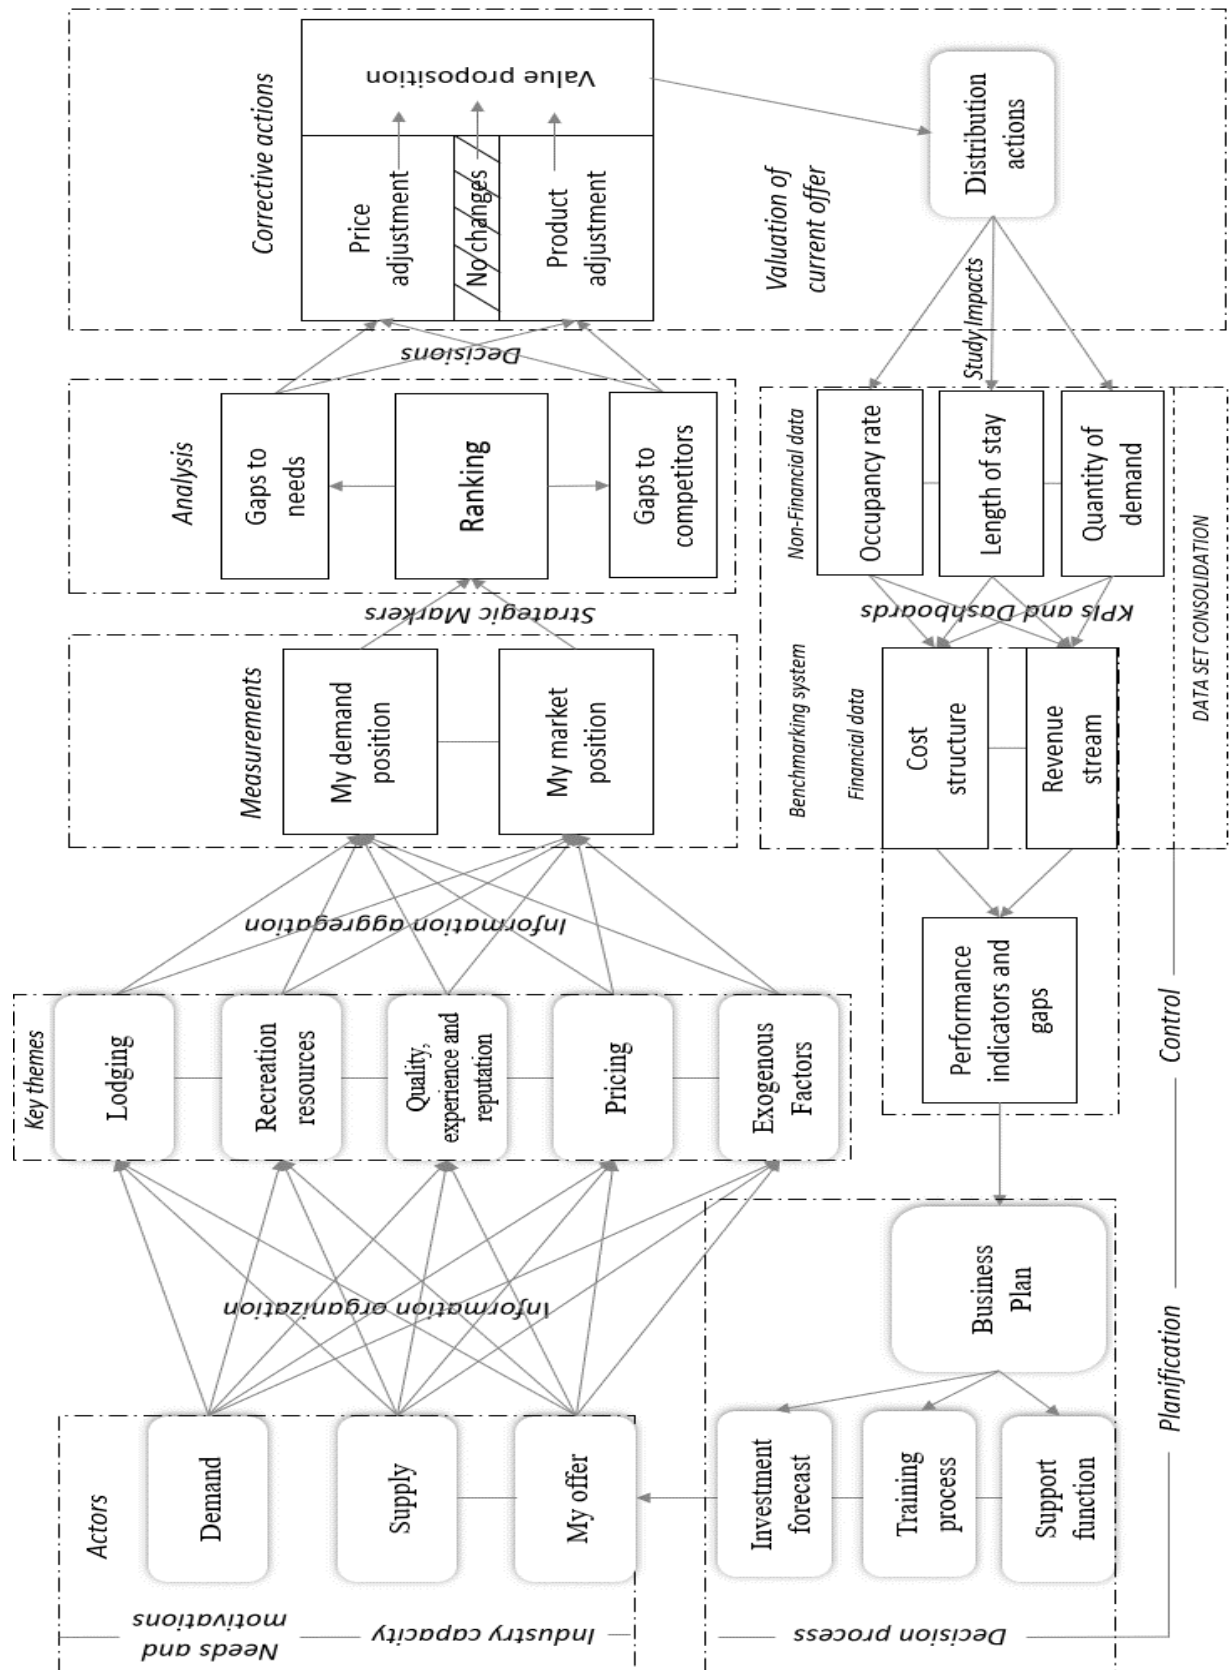 Actors
Demand
Supply
My offer
Needs and
motivations
Industry capacity
Information organization
Key themes
Lodging
Recreation
resources
Quality,
experience and
reputation
Pricing
Exogenous
Factors
Information aggregation
Measurements
My demand
position
My market
position
Strategic Markers
Analysis
Gaps to
needs
Ranking
Gaps to
competitors
Decisions
Corrective actions
Price
adjustment
No changes
Product
adjustment
Value proposition
Valuation of
current offer
Distribution
actions
Study Impacts
Non-Financial data
Occupancy rate
Length of stay
Quantity of
demand
KPIs and Dashboards
Benchmarking system
Financial data
Cost
structure
Revenue
stream
DATA SET CONSOLIDATION
Performance
indicators and
gaps
Control
Business
Plan
Planification
Investment
forecast
Training
process
Support
function
Decision process